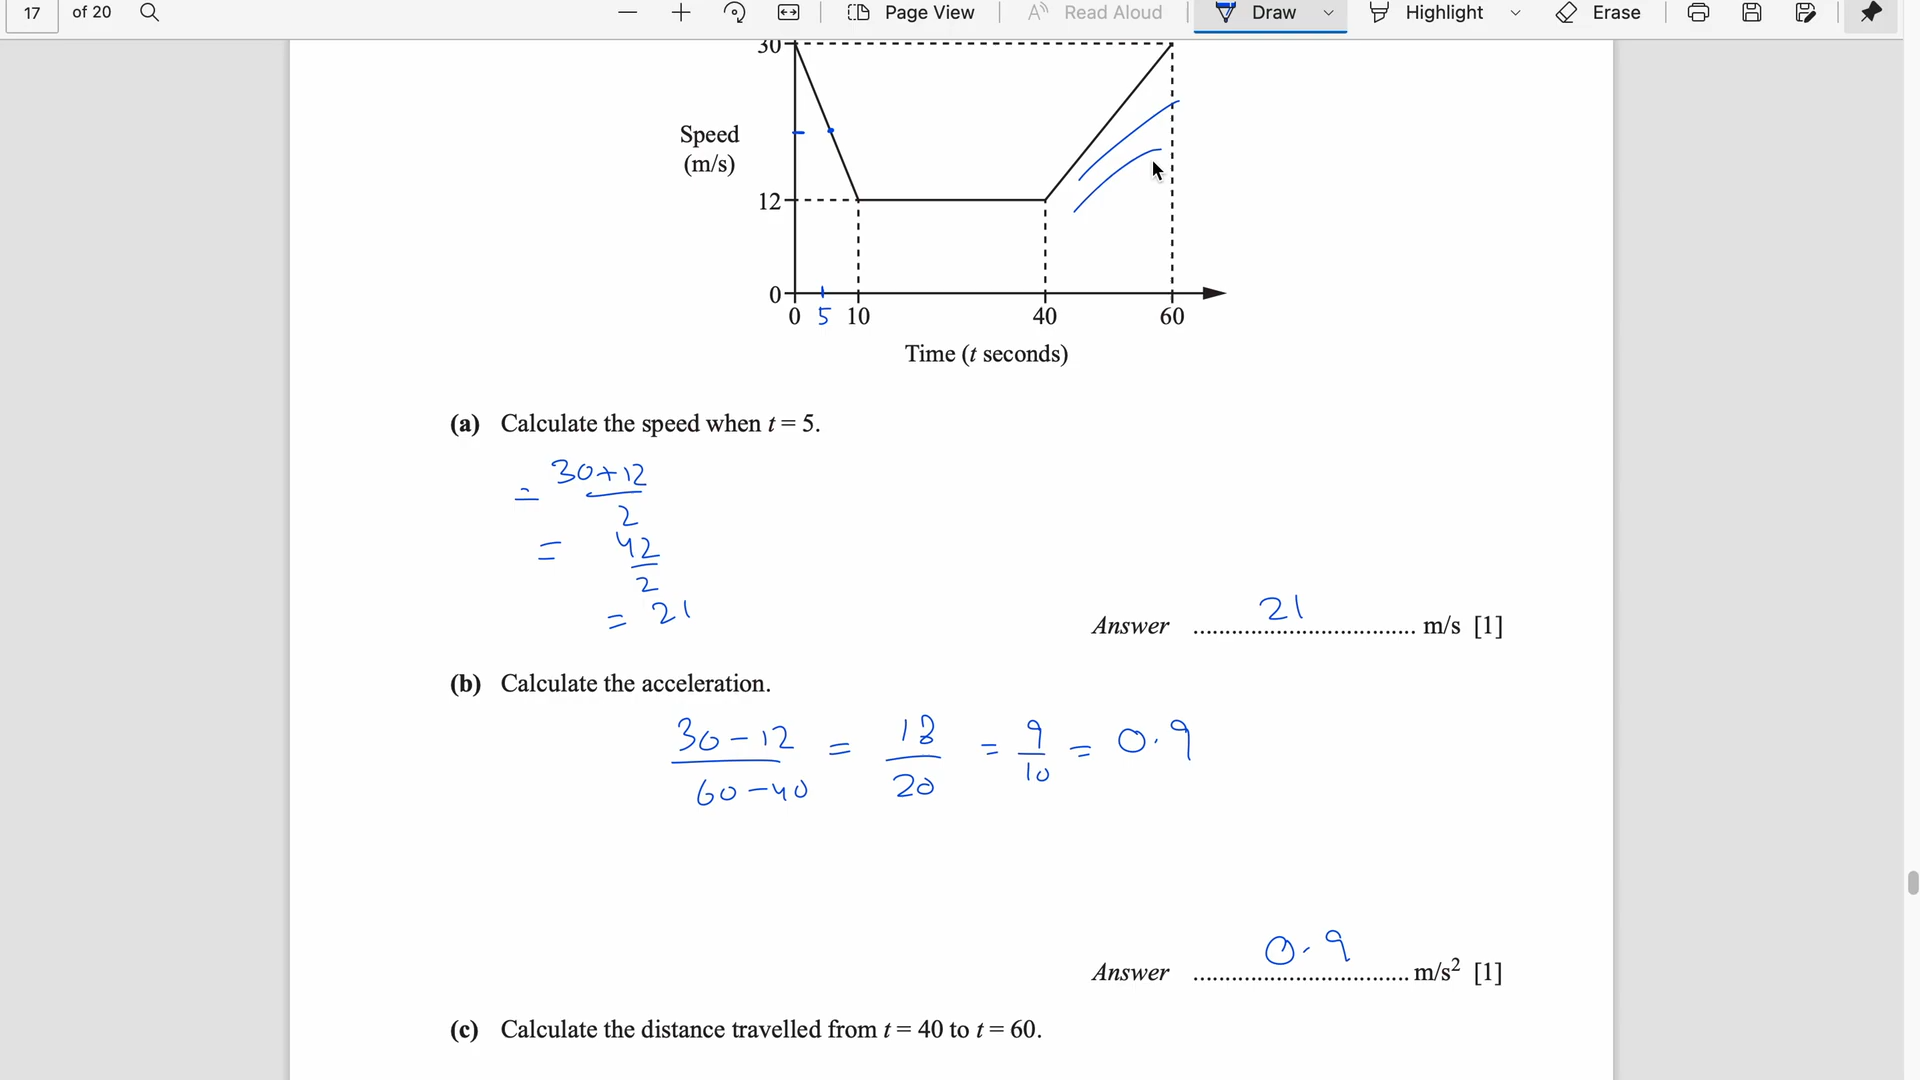 17 of 20 Page View Read Aloud Draw Highlight Erase
30
Speed
(m/s)
12
0
0 5 10 40 60
Time (t seconds)
(a) Calculate the speed when t = 5.
= 30+12
2
= 42
2
= 21
21
Answer .................................. m/s [1]
(b) Calculate the acceleration.
30-12 = 18 = 9 = 0.9
60-40 20 10
0.9
Answer ................................. m/s² [1]
(c) Calculate the distance travelled from t = 40 to t = 60.